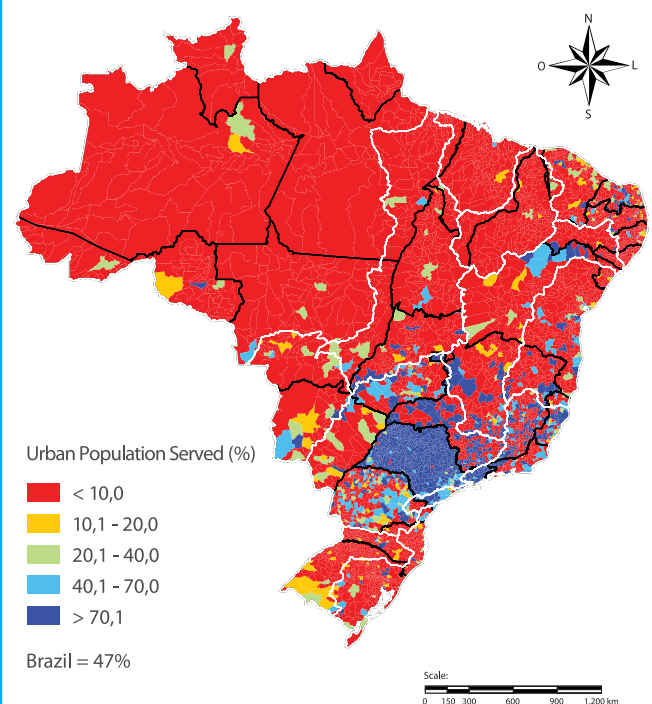 N
O
L
S
Urban Population Served (%)
< 10,0
10,1 - 20,0
20,1 - 40,0
40,1 - 70,0
> 70,1
Brazil = 47%
Scale:
0 150 300 600 900 1.200 km